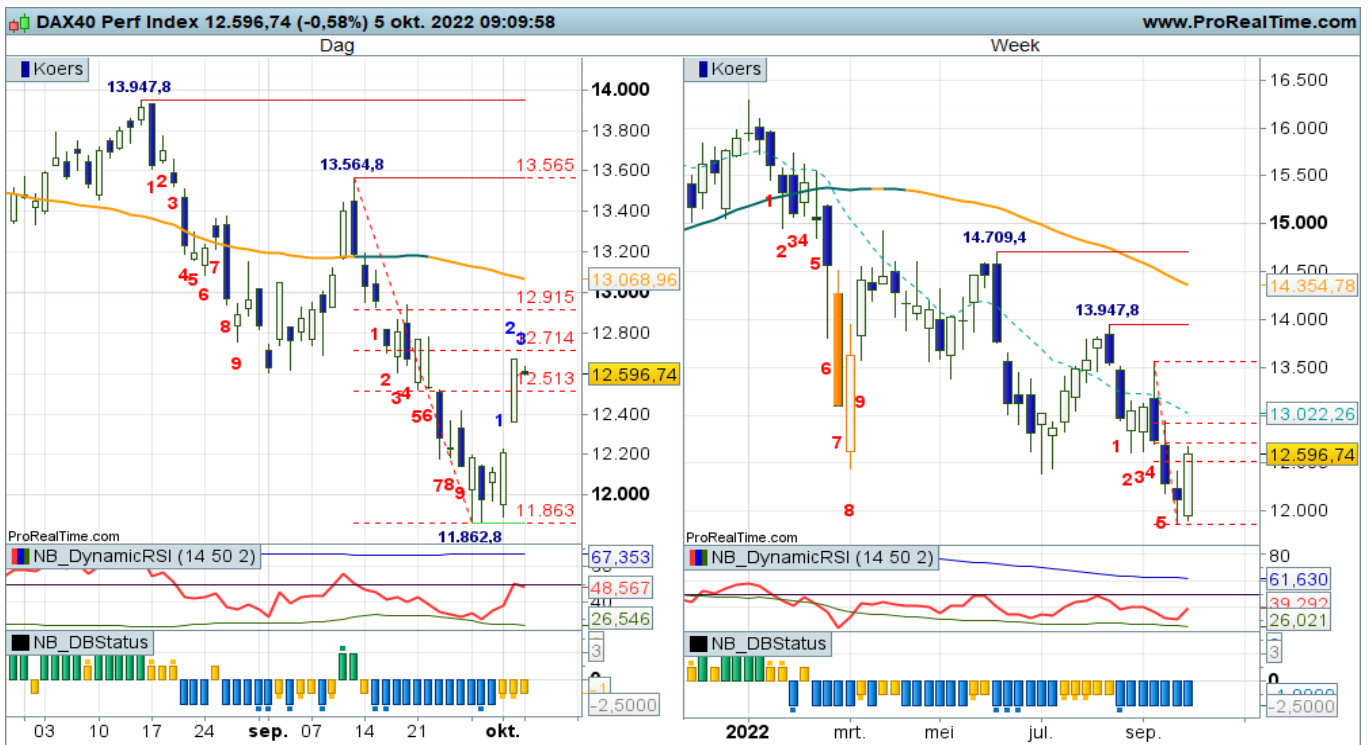 DAX40 Perf Index 12.596,74 (-0,58%) 5 okt. 2022 09:09:58 www.ProRealTime.com
Dag
Koers
13.947,8
13.564,8
11.862,8
13.565
12.915
12.714
12.513
11.863
1 2 3 4 5 6 7 8 9
1 2 3 4 5 6 7 8 9
1 2 3
14.000
13.800
13.600
13.400
13.200
13.068,96
13.000
12.800
12.596,74
12.400
12.200
12.000
ProRealTime.com
NB_DynamicRSI (14 50 2)
67,353
48,567
40
26,546
NB_DBStatus
3
0
-1
-2,5000
03 10 17 24 sep. 07 14 21 okt.
Week
Koers
14.709,4
13.947,8
1 2 3 4 5 6 7 8 9
1 2 3 4 5
16.500
16.000
15.500
15.000
14.500
14.354,78
14.000
13.500
13.022,26
12.596,74
12.000
ProRealTime.com
NB_DynamicRSI (14 50 2)
80
61,630
39,292
26,021
NB_DBStatus
3
0
-2,5000
2022 mrt. mei jul. sep.